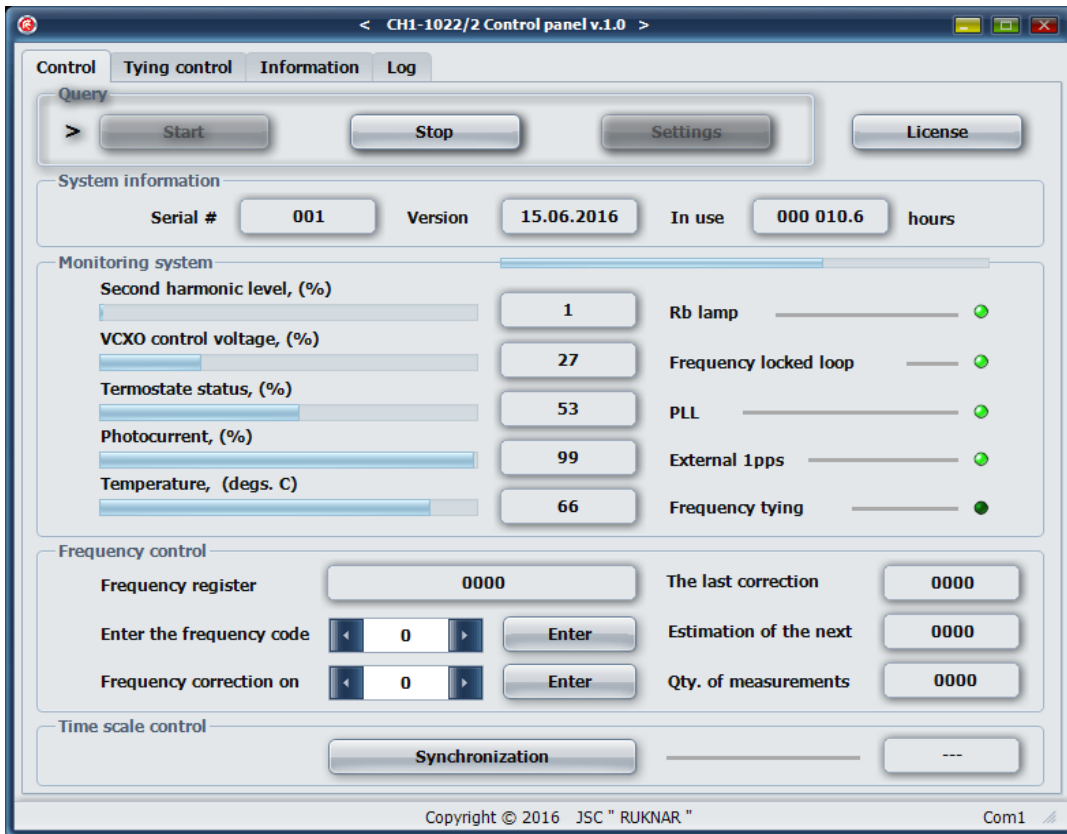 < CH1-1022/2 Control panel v.1.0 >
Control Tying control Information Log
Query
> Start Stop Settings License
System information
Serial # 001 Version 15.06.2016 In use 000 010.6 hours
Monitoring system
Second harmonic level, (%) 1 Rb lamp
VCXO control voltage, (%) 27 Frequency locked loop
Termostate status, (%) 53 PLL
Photocurrent, (%) 99 External 1pps
Temperature, (degs. C) 66 Frequency tying
Frequency control
Frequency register 0000 The last correction 0000
Enter the frequency code 0 Enter Estimation of the next 0000
Frequency correction on 0 Enter Qty. of measurements 0000
Time scale control
Synchronization ---
Copyright © 2016 JSC " RUKNAR " Com1